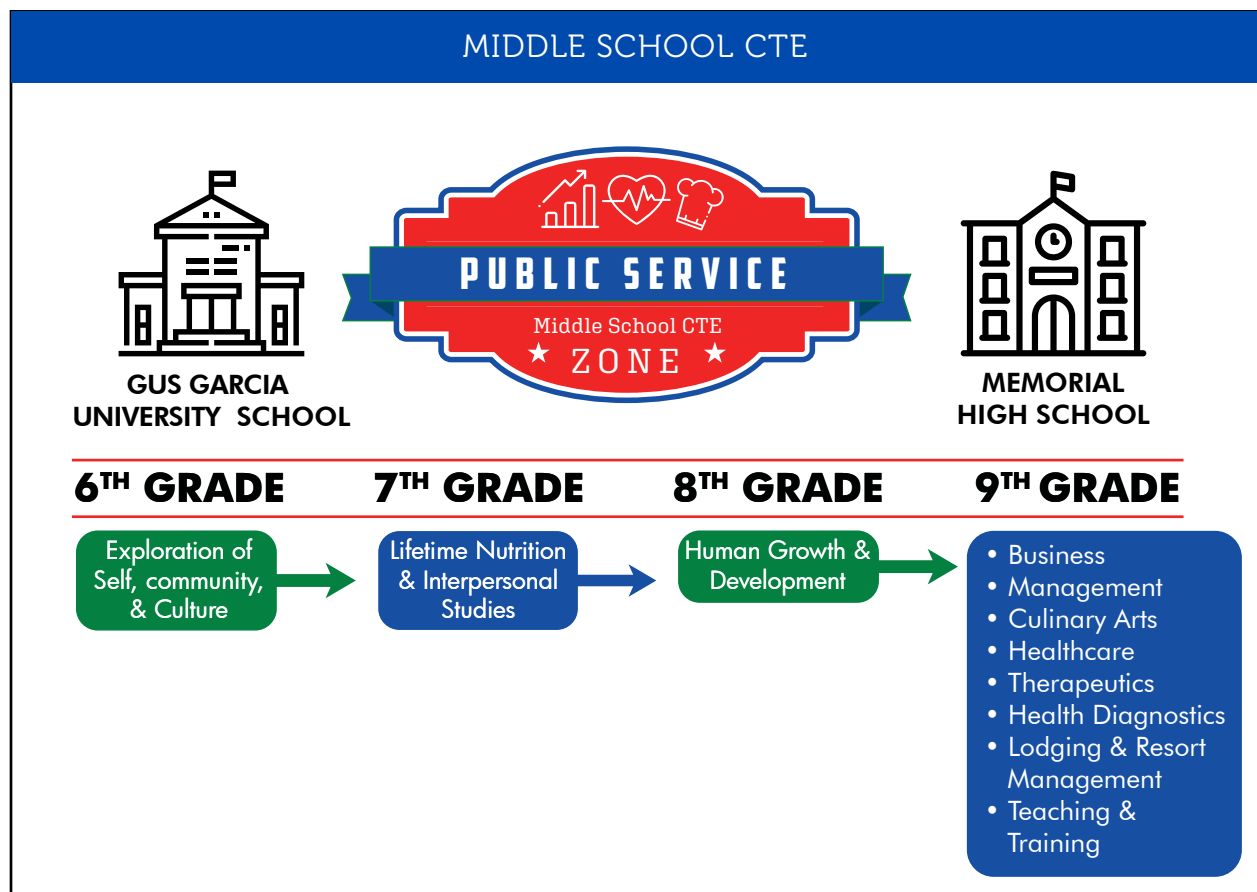 MIDDLE SCHOOL CTE
PUBLIC SERVICE
Middle School CTE
ZONE
GUS GARCIA
UNIVERSITY SCHOOL
MEMORIAL
HIGH SCHOOL
6TH GRADE
7TH GRADE
8TH GRADE
9TH GRADE
Exploration of
Self, community,
& Culture
Lifetime Nutrition
& Interpersonal
Studies
Human Growth &
Development
• Business
• Management
• Culinary Arts
• Healthcare
• Therapeutics
• Health Diagnostics
• Lodging & Resort
Management
• Teaching &
Training